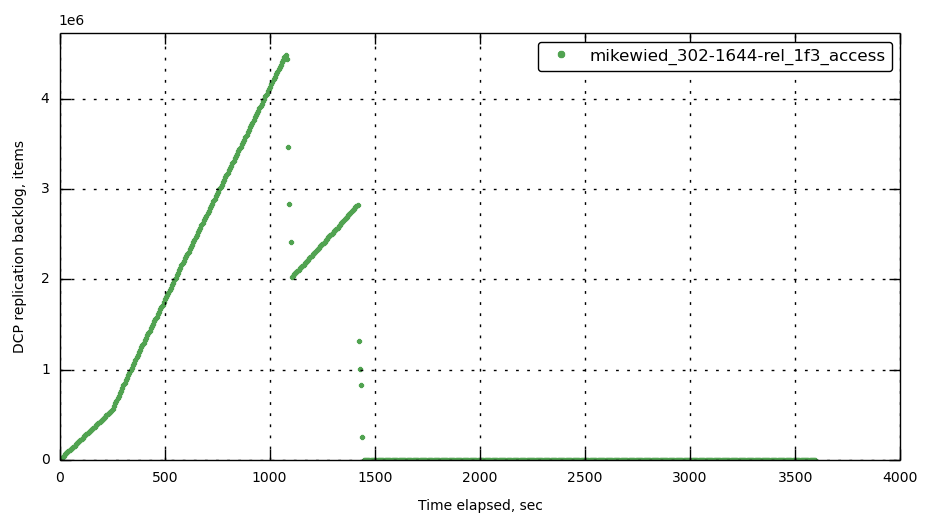 1e6
mikewied_302-1644-rel_1f3_access
4
3
2
1
0
DCP replication backlog, items
0 500 1000 1500 2000 2500 3000 3500 4000
Time elapsed, sec